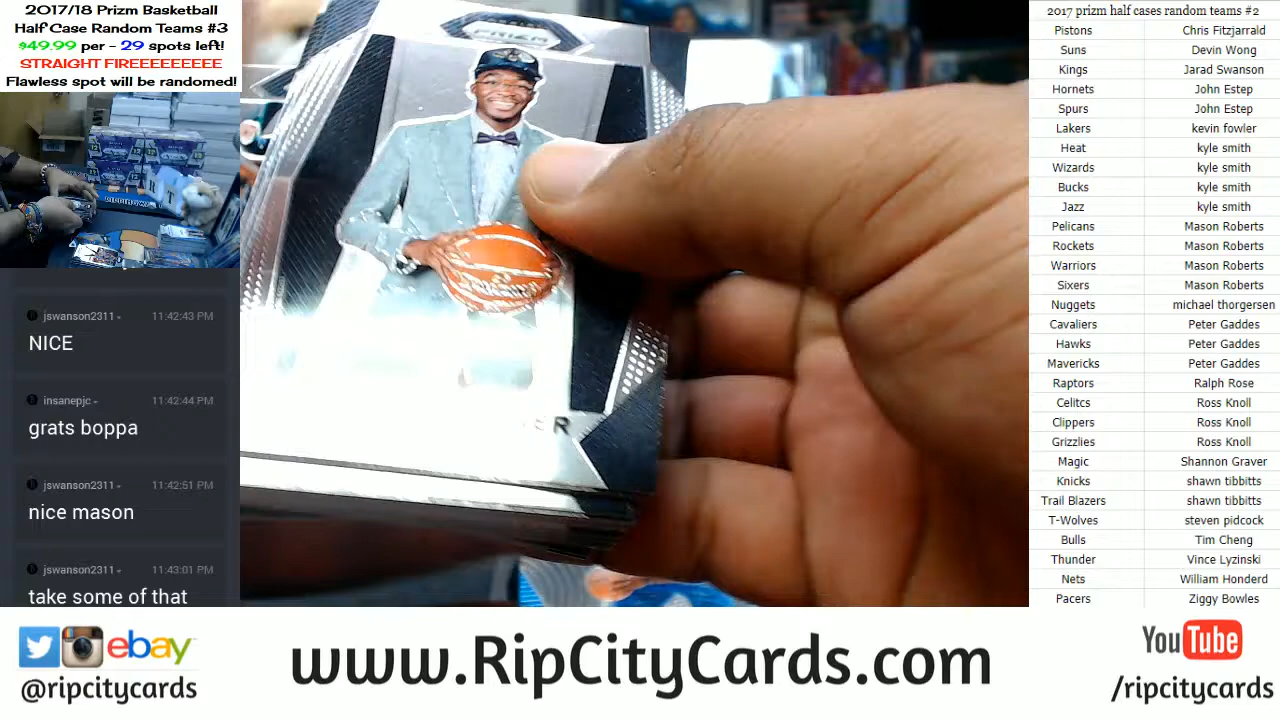 2017/18 Prizm Basketball
Half Case Random Teams #3
$49.99 per - 29 spots left!
STRAIGHT FIREEEEEEEEE
Flawless spot will be randomed!
jswanson2311 11:42:43 PM
NICE
insanepjc 11:42:44 PM
grats boppa
jswanson2311 11:42:51 PM
nice mason
jswanson2311 11:43:01 PM
take some of that
PRIZM
ER
2017 prizm half cases random teams #2
Pistons Chris Fitzjarrald
Suns Devin Wong
Kings Jarad Swanson
Hornets John Estep
Spurs John Estep
Lakers kevin fowler
Heat kyle smith
Wizards kyle smith
Bucks kyle smith
Jazz kyle smith
Pelicans Mason Roberts
Rockets Mason Roberts
Warriors Mason Roberts
Sixers Mason Roberts
Nuggets michael thorgersen
Cavaliers Peter Gaddes
Hawks Peter Gaddes
Mavericks Peter Gaddes
Raptors Ralph Rose
Celitcs Ross Knoll
Clippers Ross Knoll
Grizzlies Ross Knoll
Magic Shannon Graver
Knicks shawn tibbitts
Trail Blazers shawn tibbitts
T-Wolves steven pidcock
Bulls Tim Cheng
Thunder Vince Lyzinski
Nets William Honderd
Pacers Ziggy Bowles
ebay
@ripcitycards
www.RipCityCards.com
YouTube
/ripcitycards